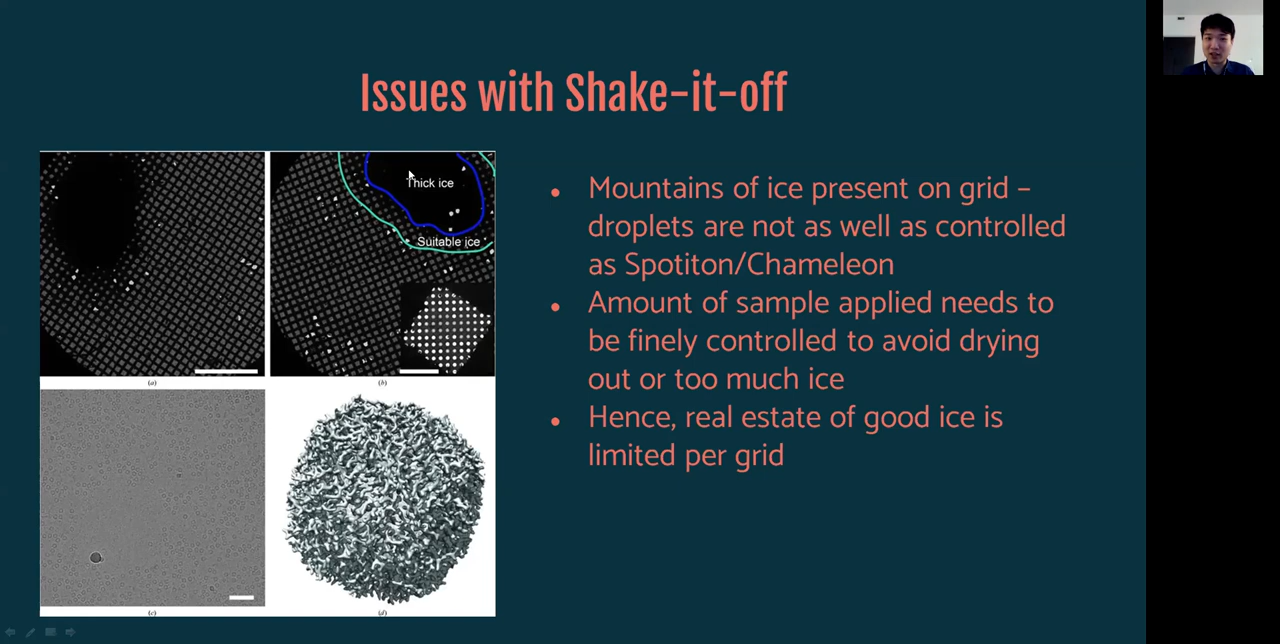 Issues with Shake-it-off
Thick ice
Suitable ice
(a)
(b)
(c)
(d)
• Mountains of ice present on grid –
droplets are not as well as controlled
as Spotiton/Chameleon
• Amount of sample applied needs to
be finely controlled to avoid drying
out or too much ice
• Hence, real estate of good ice is
limited per grid